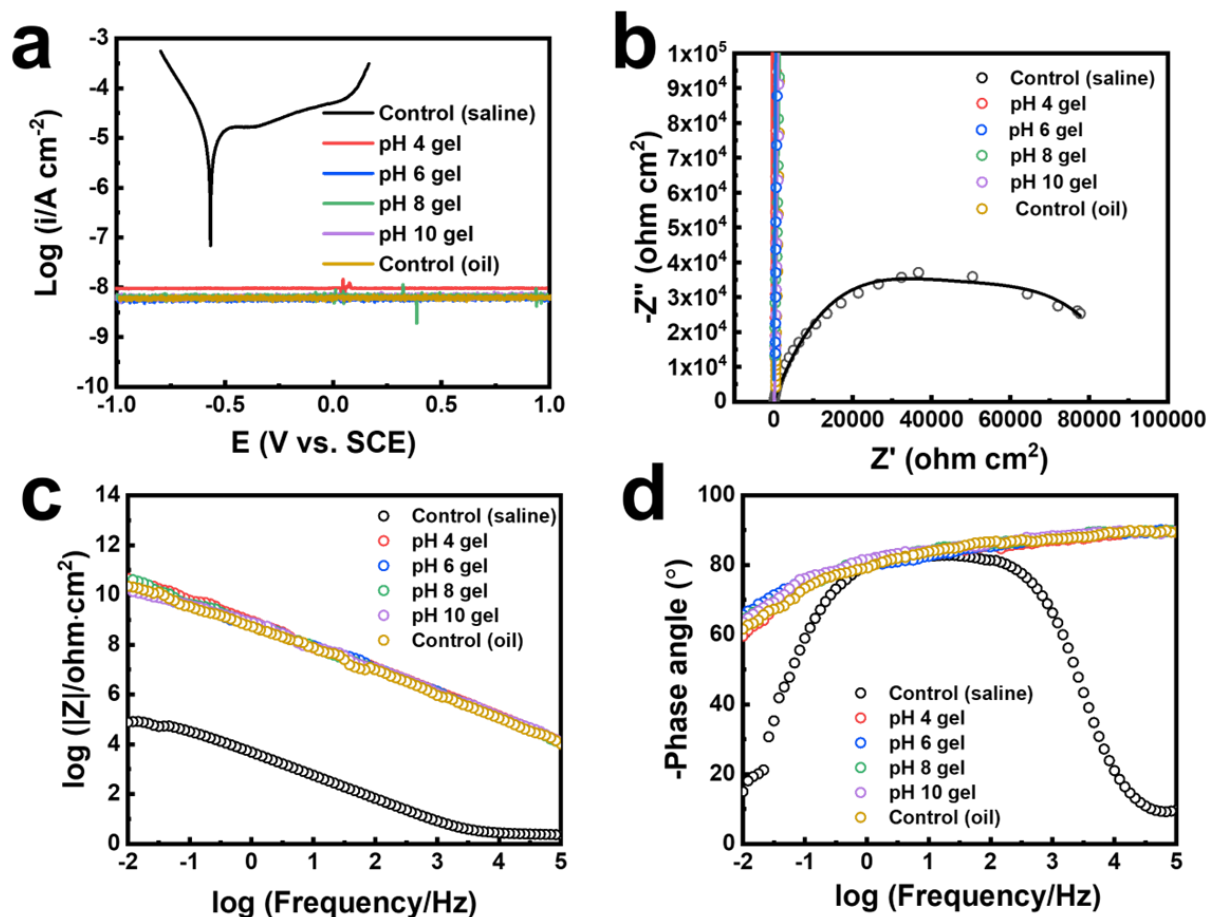 a
-3
-4
-5
-6
-7
-8
-9
-10
Log (i/A cm⁻²)
Control (saline)
pH 4 gel
pH 6 gel
pH 8 gel
pH 10 gel
Control (oil)
-1.0 -0.5 0.0 0.5 1.0
E (V vs. SCE)
b
1x10⁵
9x10⁴
8x10⁴
7x10⁴
6x10⁴
5x10⁴
4x10⁴
3x10⁴
2x10⁴
1x10⁴
0
-Z'' (ohm cm²)
Control (saline)
pH 4 gel
pH 6 gel
pH 8 gel
pH 10 gel
Control (oil)
0 20000 40000 60000 80000 100000
Z' (ohm cm²)
c
14
12
10
8
6
4
2
0
log (|Z|/ohm·cm²)
Control (saline)
pH 4 gel
pH 6 gel
pH 8 gel
pH 10 gel
Control (oil)
-2 -1 0 1 2 3 4 5
log (Frequency/Hz)
d
100
80
60
40
20
0
-Phase angle (°)
Control (saline)
pH 4 gel
pH 6 gel
pH 8 gel
pH 10 gel
Control (oil)
-2 -1 0 1 2 3 4 5
log (Frequency/Hz)